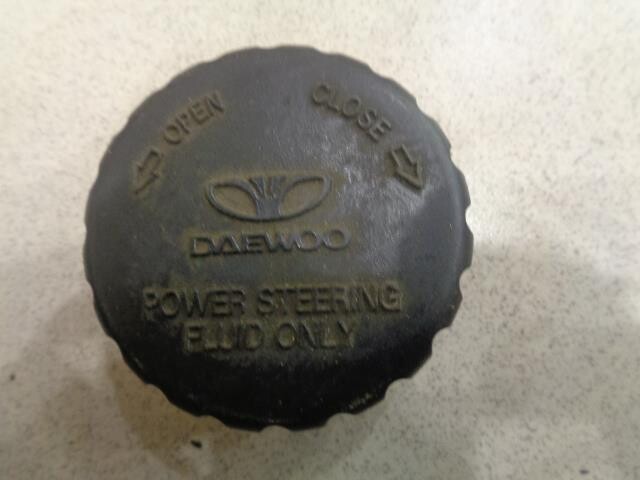 OPEN
CLOSE
DAEWOO
POWER STEERING
FLUID ONLY